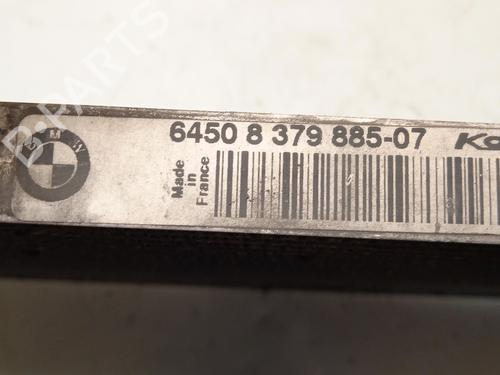 B-PARTS
BMW
6450 8 379 885-07
Made
in
France